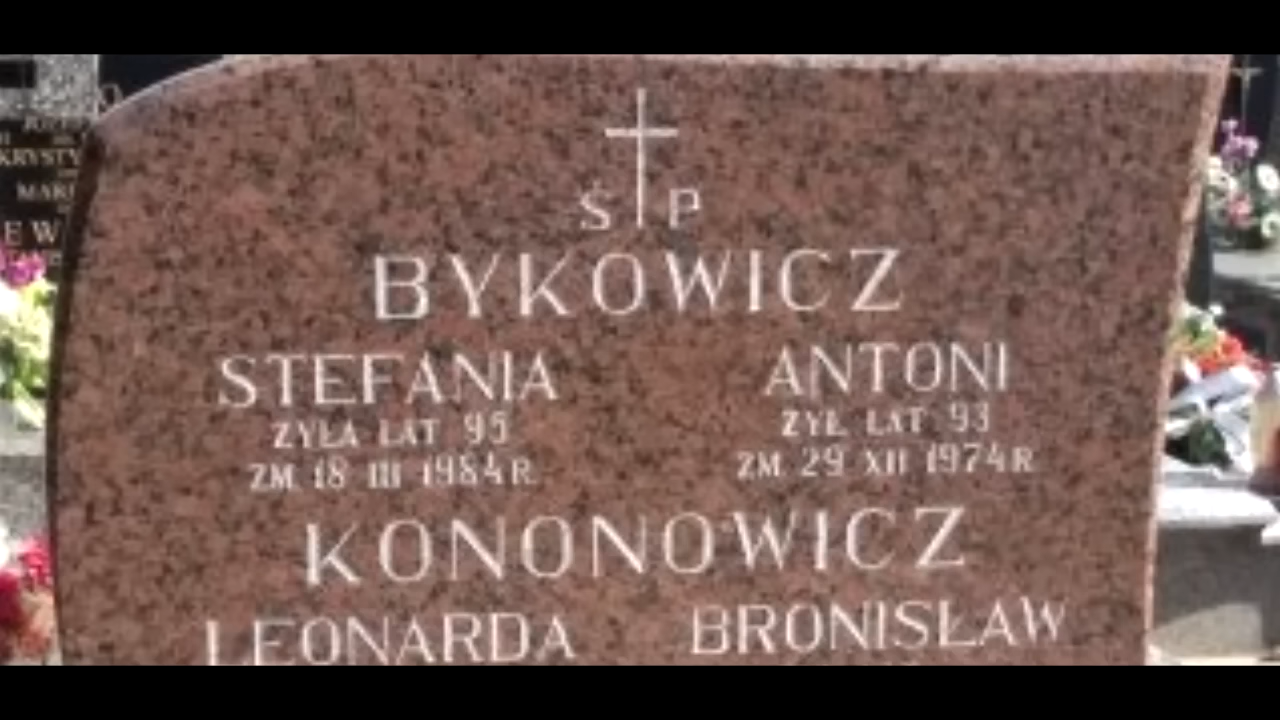 Ś P
BYKOWICZ
STEFANIA ANTONI
ŻYŁA LAT 95 ŻYŁ LAT 93
ZM. 18 III 1984 R. ZM. 29 XII 1974 R.
KONONOWICZ
LEONARDA BRONISŁAW